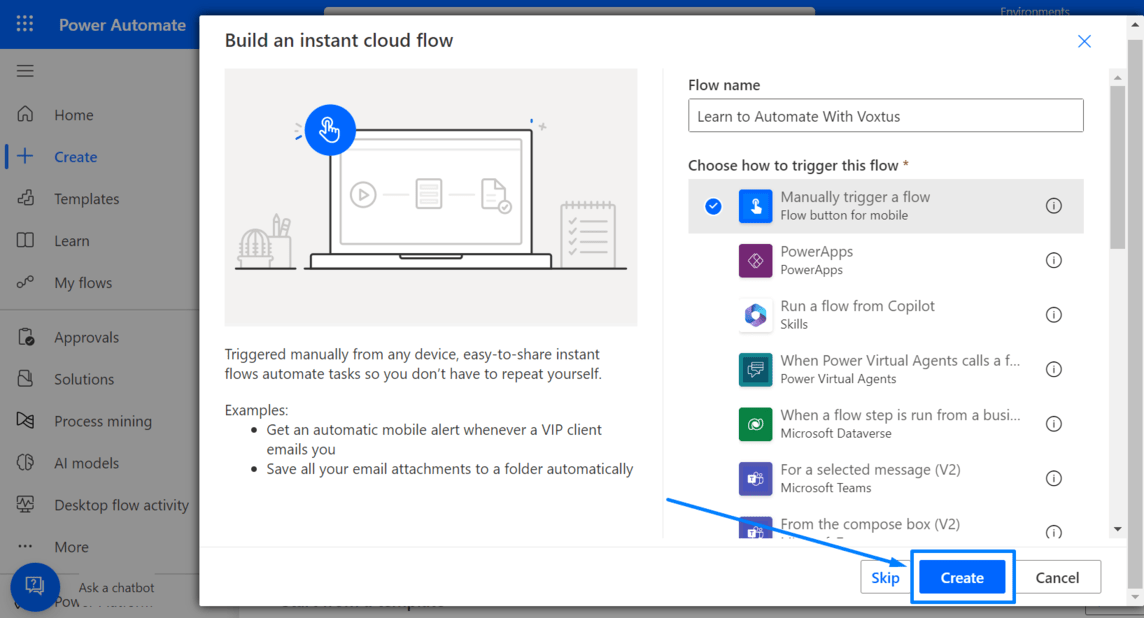 Power Automate
Environments
Home
Create
Templates
Learn
My flows
Approvals
Solutions
Process mining
AI models
Desktop flow activity
More
Ask a chatbot
Build an instant cloud flow
Triggered manually from any device, easy-to-share instant
flows automate tasks so you don't have to repeat yourself.
Examples:
Get an automatic mobile alert whenever a VIP client
emails you
Save all your email attachments to a folder automatically
Flow name
Learn to Automate With Voxtus
Choose how to trigger this flow *
Manually trigger a flow
Flow button for mobile
PowerApps
PowerApps
Run a flow from Copilot
Skills
When Power Virtual Agents calls a f...
Power Virtual Agents
When a flow step is run from a busi...
Microsoft Dataverse
For a selected message (V2)
Microsoft Teams
From the compose box (V2)
Skip
Create
Cancel